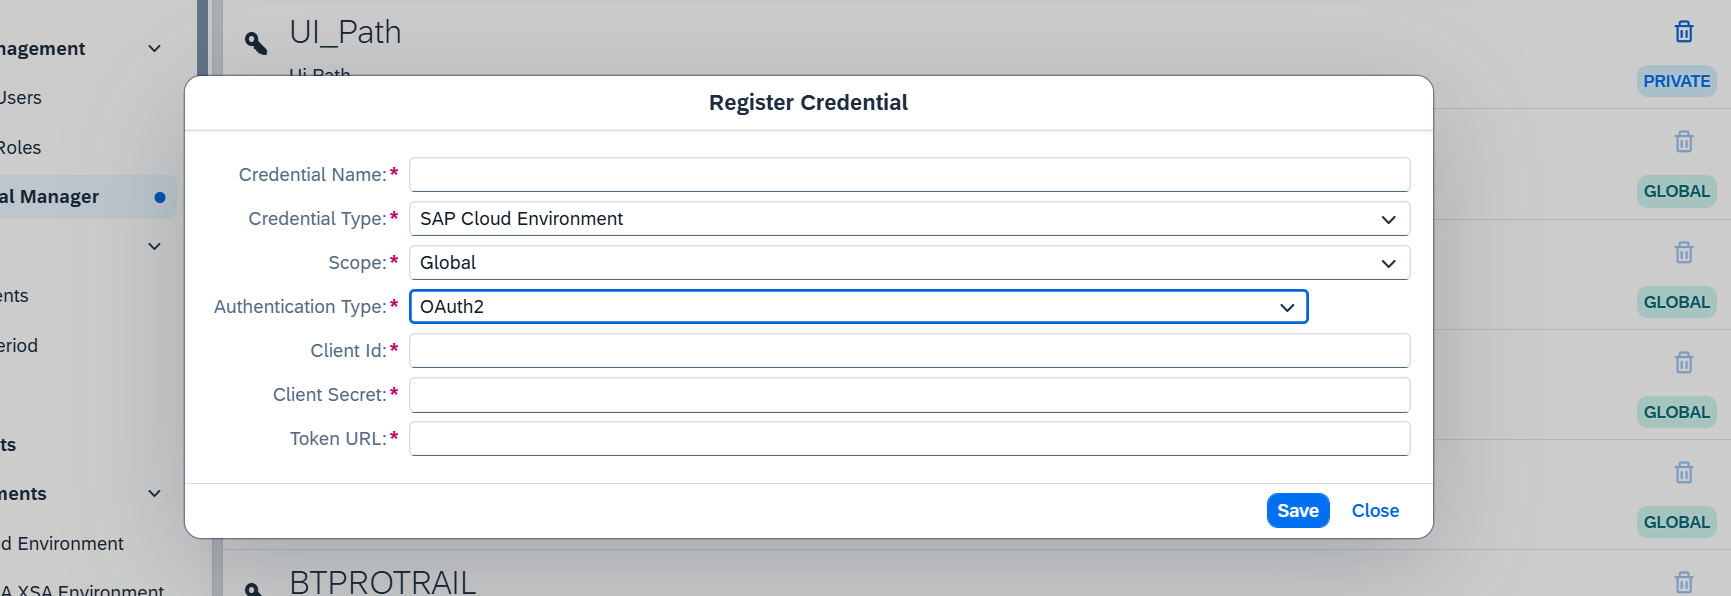 UI_Path
nagement
PRIVATE
Users
Register Credential
Roles
Credential Name:*
GLOBAL
al Manager
Credential Type:* SAP Cloud Environment
Scope:* Global
ents
Authentication Type:* OAuth2
GLOBAL
eriod
Client Id:*
Client Secret:*
GLOBAL
Token URL:*
ts
ments
Save
Close
GLOBAL
d Environment
BTPROTRAIL
A XSA Environment